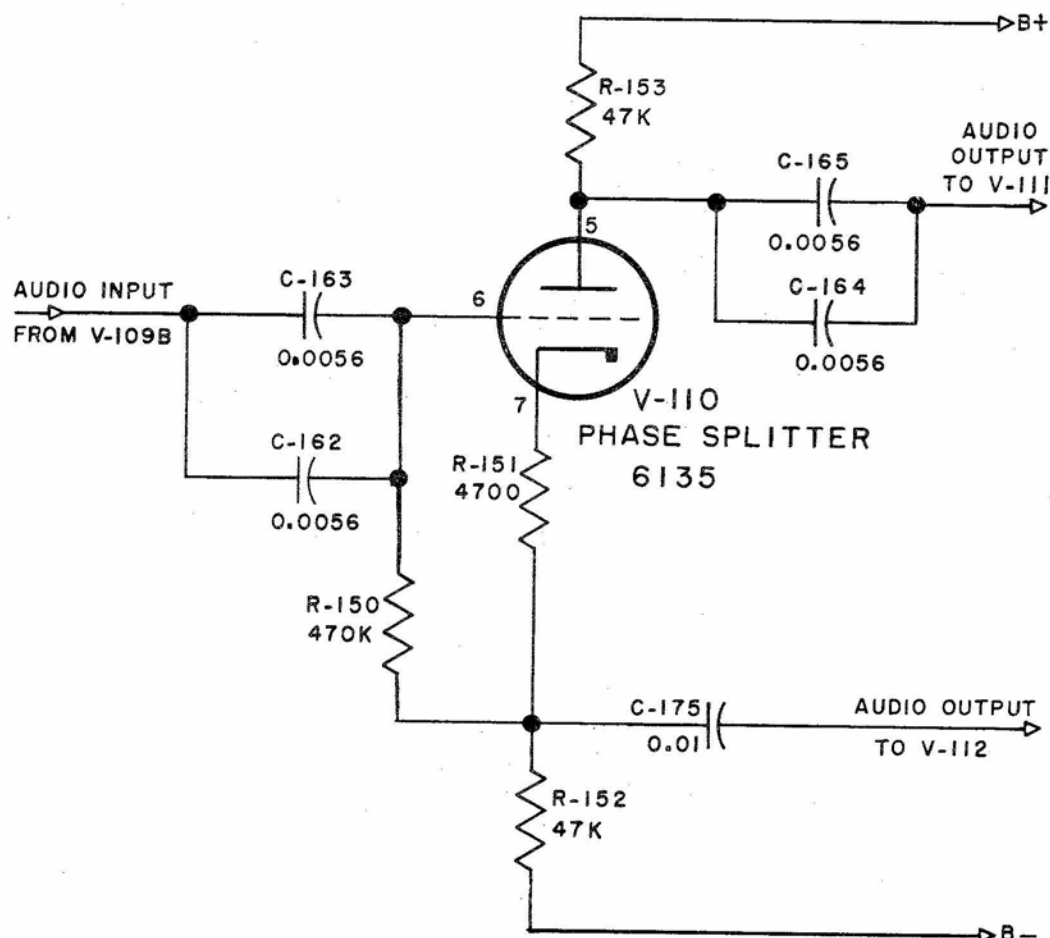 B+
R-153
47K
AUDIO
OUTPUT
TO V-111
C-165
0.0056
5
C-164
0.0056
C-163
AUDIO INPUT
FROM V-109B
0.0056
6
7
V-110
PHASE SPLITTER
6135
C-162
0.0056
R-151
4700
R-150
470K
C-175
0.01
AUDIO OUTPUT
TO V-112
R-152
47K
B-